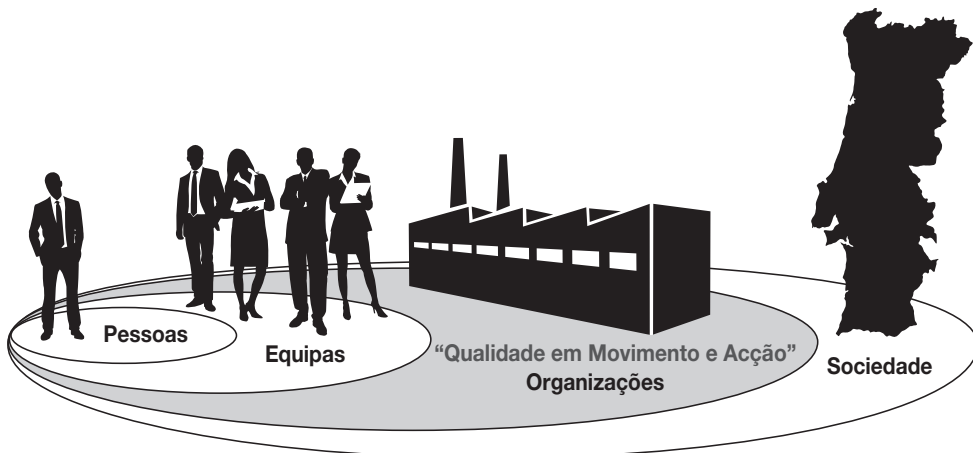 Pessoas
Equipas
“Qualidade em Movimento e Acção”
Organizações
Sociedade